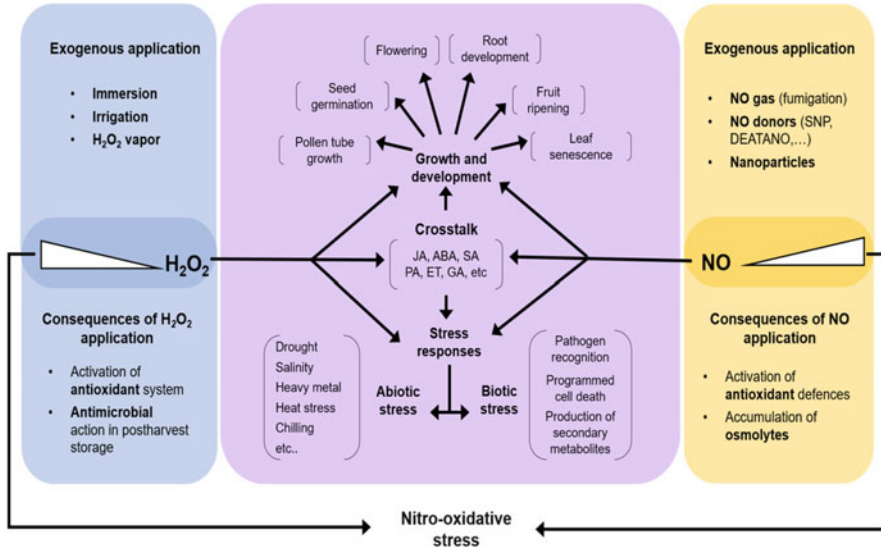 Exogenous application
• Immersion
• Irrigation
• H₂O₂ vapor
H₂O₂
Consequences of H₂O₂
application
• Activation of
antioxidant system
• Antimicrobial
action in postharvest
storage
Flowering
Root
development
Seed
germination
Fruit
ripening
Pollen tube
growth
Leaf
senescence
Growth and
development
Crosstalk
JA, ABA, SA
PA, ET, GA, etc
Stress
responses
Abiotic
stress
Biotic
stress
Drought
Salinity
Heavy metal
Heat stress
Chilling
etc..
Pathogen
recognition
Programmed
cell death
Production of
secondary
metabolites
Exogenous application
• NO gas (fumigation)
• NO donors (SNP,
DEATANO,...)
• Nanoparticles
NO
Consequences of NO
application
• Activation of
antioxidant defences
• Accumulation of
osmolytes
Nitro-oxidative
stress